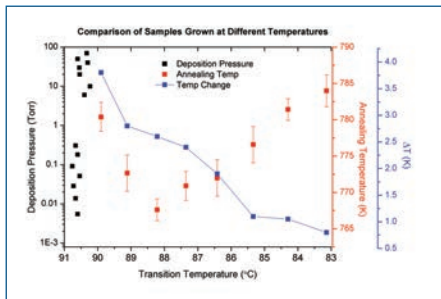 Comparison of Samples Grown at Different Temperatures
Deposition Pressure (Torr)
100
10
1
0.1
0.01
1E-3
Deposition Pressure
Annealing Temp
Temp Change
790
785
780
775
770
765
Annealing Temperature (K)
4.0
3.5
3.0
2.5
2.0
1.5
1.0
0.5
ΔT (K)
91 90 89 88 87 86 85 84 83
Transition Temperature (°C)